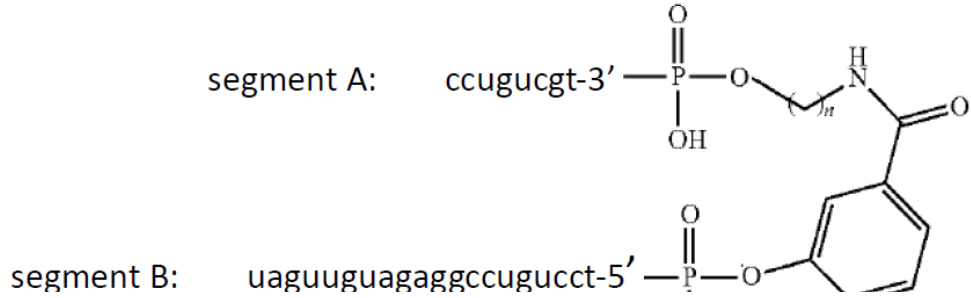 O
H
segment A: ccugucgt-3′ P O N O
( )n
OH
O
segment B: uaguuguagaggccugucct-5′ P O